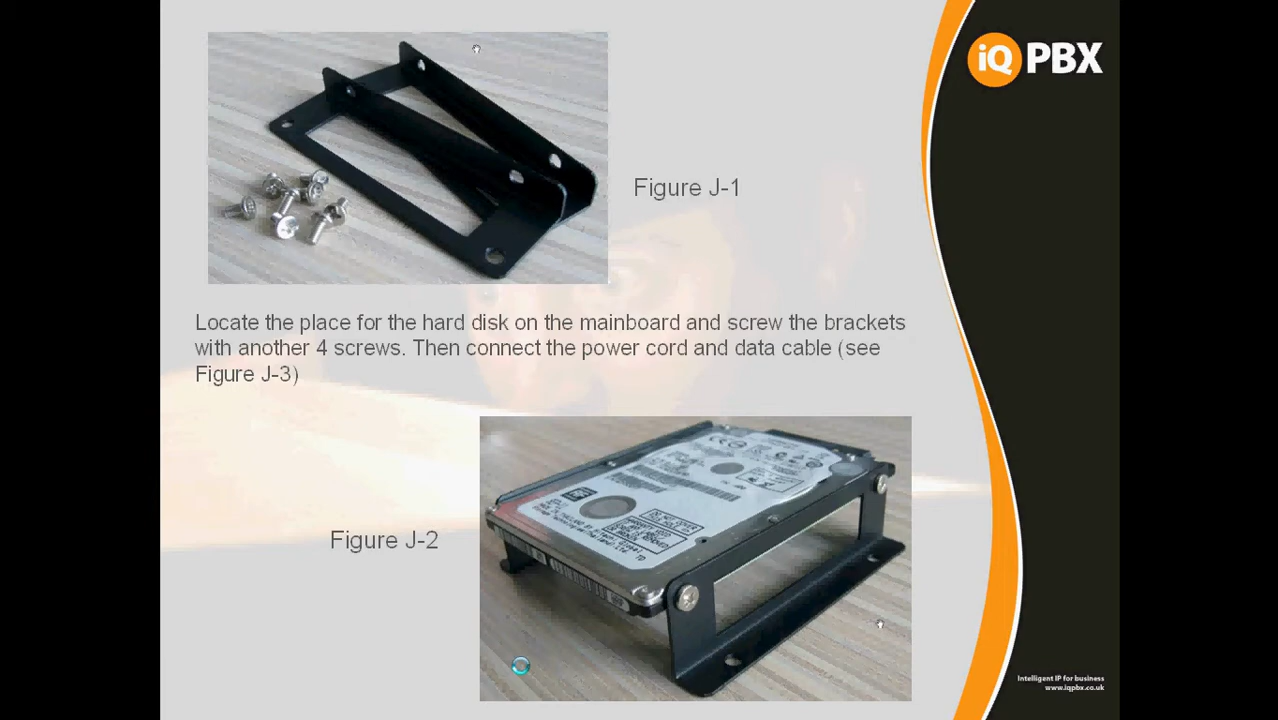 iQ PBX
Figure J-1
Locate the place for the hard disk on the mainboard and screw the brackets
with another 4 screws. Then connect the power cord and data cable (see
Figure J-3)
Figure J-2
Intelligent IP for business
www.iqpbx.co.uk